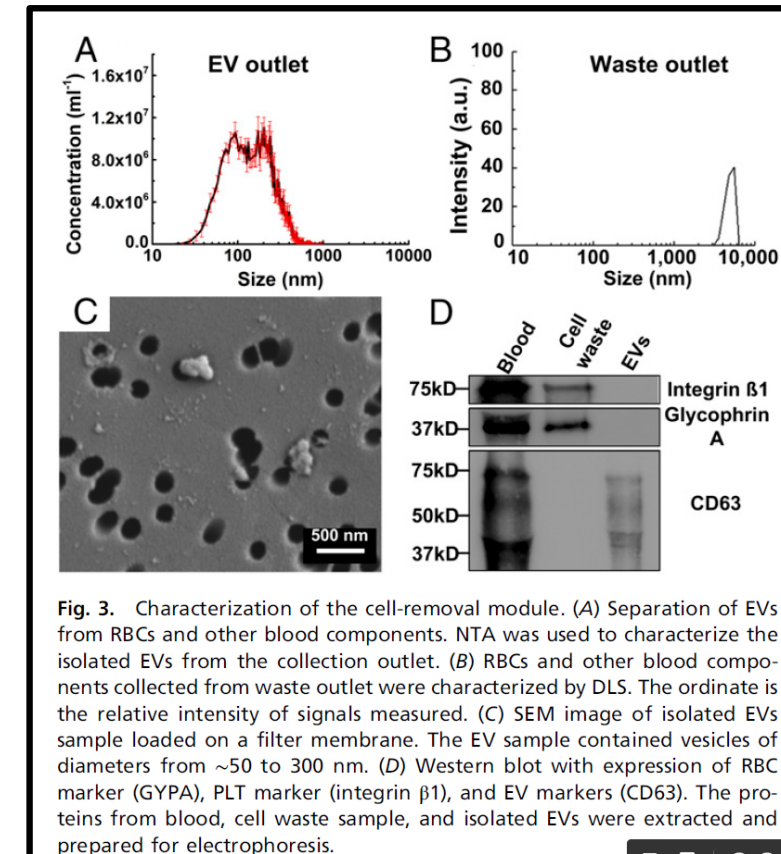 A
EV outlet
Concentration (ml⁻¹)
1.6x10⁷
1.2x10⁷
8.0x10⁶
4.0x10⁶
0.0
10
100
1000
10000
Size (nm)
B
Waste outlet
Intensity (a.u.)
100
80
60
40
20
0
10
100
1,000
10,000
Size (nm)
C
500 nm
D
Blood
Cell waste
EVs
75kD
Integrin ß1
37kD
Glycophrin
A
75kD
50kD
37kD
CD63
Fig. 3. Characterization of the cell-removal module. (A) Separation of EVs
from RBCs and other blood components. NTA was used to characterize the
isolated EVs from the collection outlet. (B) RBCs and other blood compo-
nents collected from waste outlet were characterized by DLS. The ordinate is
the relative intensity of signals measured. (C) SEM image of isolated EVs
sample loaded on a filter membrane. The EV sample contained vesicles of
diameters from ∼50 to 300 nm. (D) Western blot with expression of RBC
marker (GYPA), PLT marker (integrin β1), and EV markers (CD63). The pro-
teins from blood, cell waste sample, and isolated EVs were extracted and
prepared for electrophoresis.